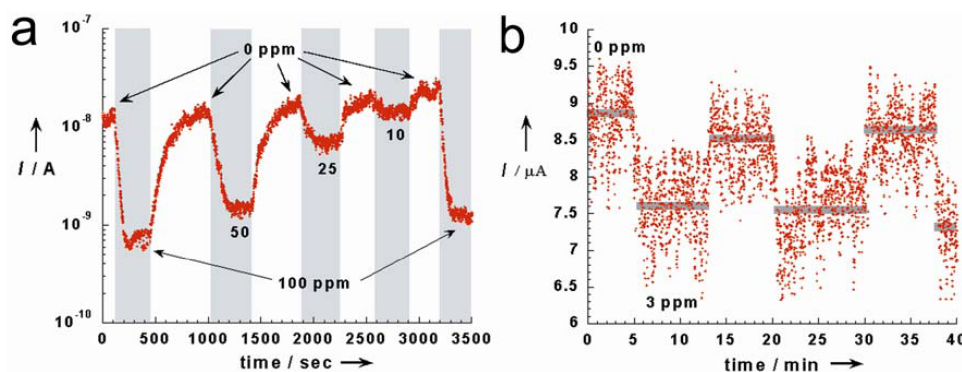 a
10⁻⁷
10⁻⁸
10⁻⁹
10⁻¹⁰
I / A
0 ppm
50
25
10
100 ppm
0 500 1000 1500 2000 2500 3000 3500
time / sec
b
10
9.5
9
8.5
8
7.5
7
6.5
6
I / μA
0 ppm
3 ppm
0 5 10 15 20 25 30 35 40
time / min